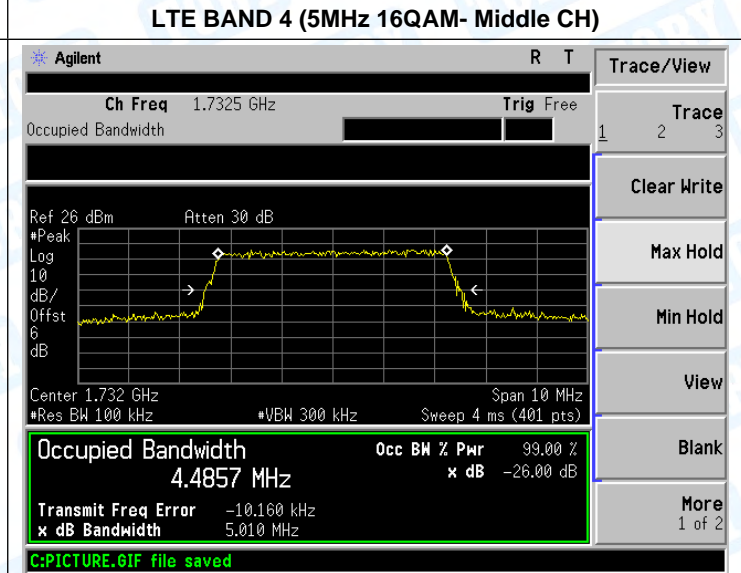 LTE BAND 4 (5MHz 16QAM- Middle CH)
Agilent R T
Trace/View
Ch Freq 1.7325 GHz Trig Free
Occupied Bandwidth
Trace
1 2 3
Clear Write
Max Hold
Min Hold
View
Blank
More
1 of 2
Ref 26 dBm Atten 30 dB
#Peak
Log
10
dB/
Offst
6
dB
Center 1.732 GHz Span 10 MHz
#Res BW 100 kHz #VBW 300 kHz Sweep 4 ms (401 pts)
Occupied Bandwidth Occ BW % Pwr 99.00 %
4.4857 MHz x dB -26.00 dB
Transmit Freq Error -10.160 kHz
x dB Bandwidth 5.010 MHz
C:PICTURE.GIF file saved